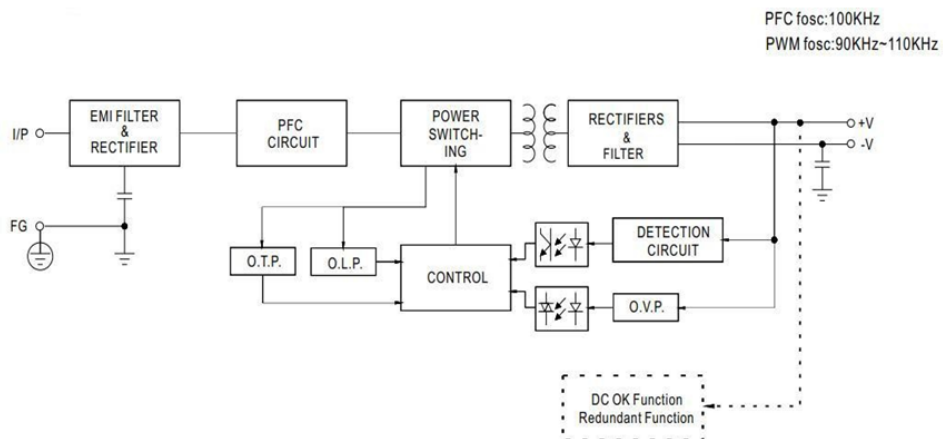 PFC fosc:100KHz
PWM fosc:90KHz~110KHz
I/P
EMI FILTER
&
RECTIFIER
PFC
CIRCUIT
POWER
SWITCH-
ING
RECTIFIERS
&
FILTER
+V
-V
FG
O.T.P.
O.L.P.
CONTROL
DETECTION
CIRCUIT
O.V.P.
DC OK Function
Redundant Function